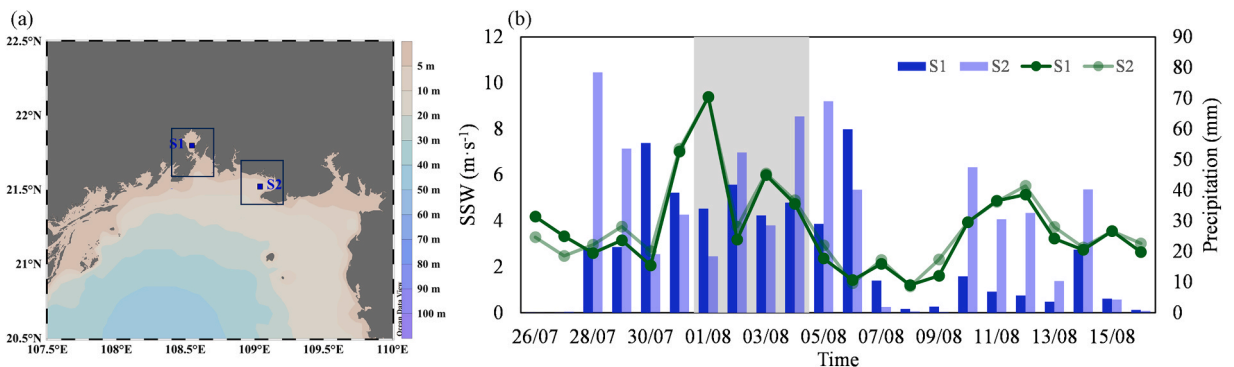 (a)
22.5°N
22°N
21.5°N
21°N
20.5°N
107.5°E
108°E
108.5°E
109°E
109.5°E
110°E
S1
S2
5 m
10 m
20 m
30 m
40 m
50 m
60 m
70 m
80 m
90 m
100 m
Ocean Data View
(b)
SSW (m·s⁻¹)
12
10
8
6
4
2
0
S1 S2 S1 S2
90
80
70
60
50
40
30
20
10
0
Precipitation (mm)
26/07 28/07 30/07 01/08 03/08 05/08 07/08 09/08 11/08 13/08 15/08
Time